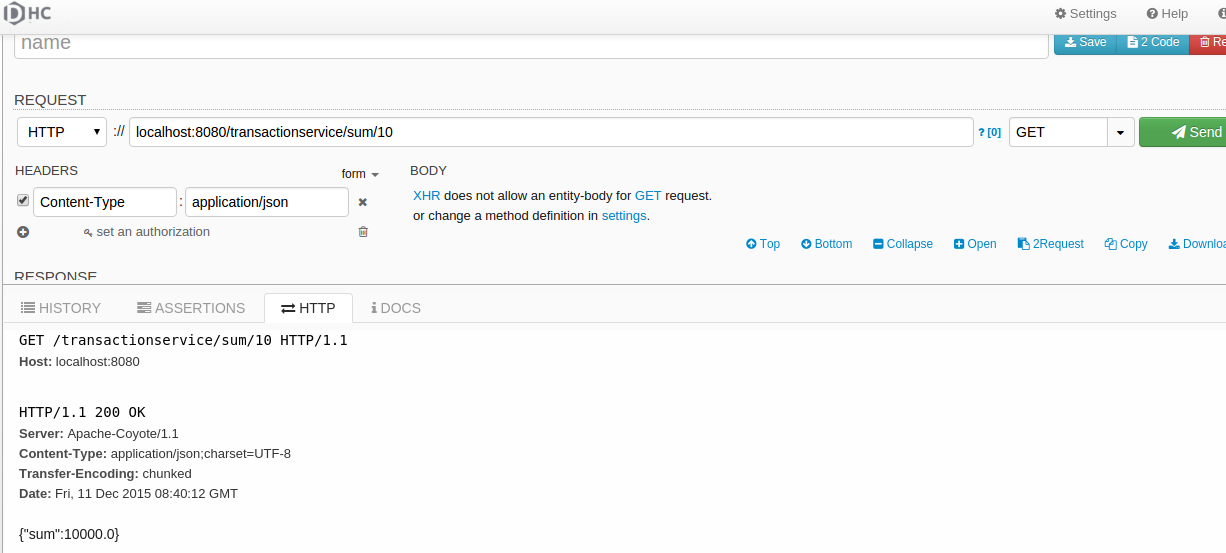 DHC Settings Help
name Save 2 Code
REQUEST
HTTP :// localhost:8080/transactionservice/sum/10 ? [0] GET Send
HEADERS form BODY
Content-Type : application/json XHR does not allow an entity-body for GET request.
or change a method definition in settings.
set an authorization
Top Bottom Collapse Open 2Request Copy
RESPONSE
HISTORY ASSERTIONS HTTP DOCS
GET /transactionservice/sum/10 HTTP/1.1
Host: localhost:8080
HTTP/1.1 200 OK
Server: Apache-Coyote/1.1
Content-Type: application/json;charset=UTF-8
Transfer-Encoding: chunked
Date: Fri, 11 Dec 2015 08:40:12 GMT
{"sum":10000.0}